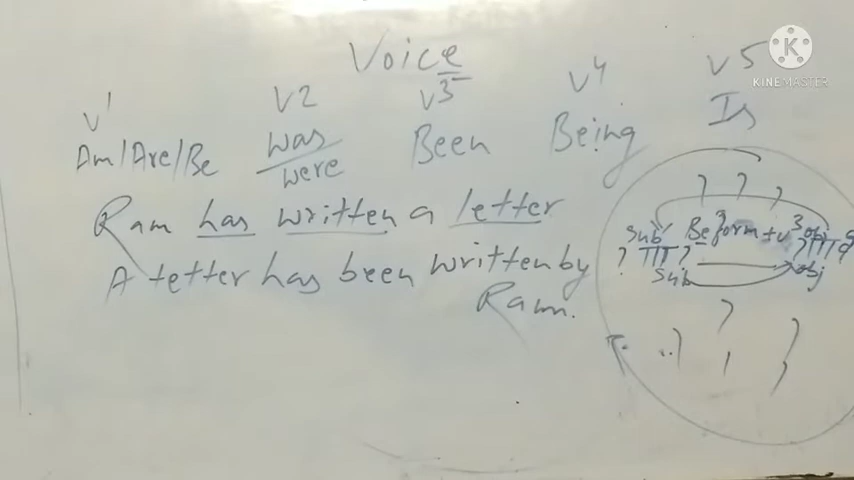 Voice
V1 V2 V3 V4 V5
Am/Are/Be was/were Been Being Is
Ram has written a letter
A letter has been written by
Ram.
sub Be form + v3 obj
sub obj
KINEMASTER